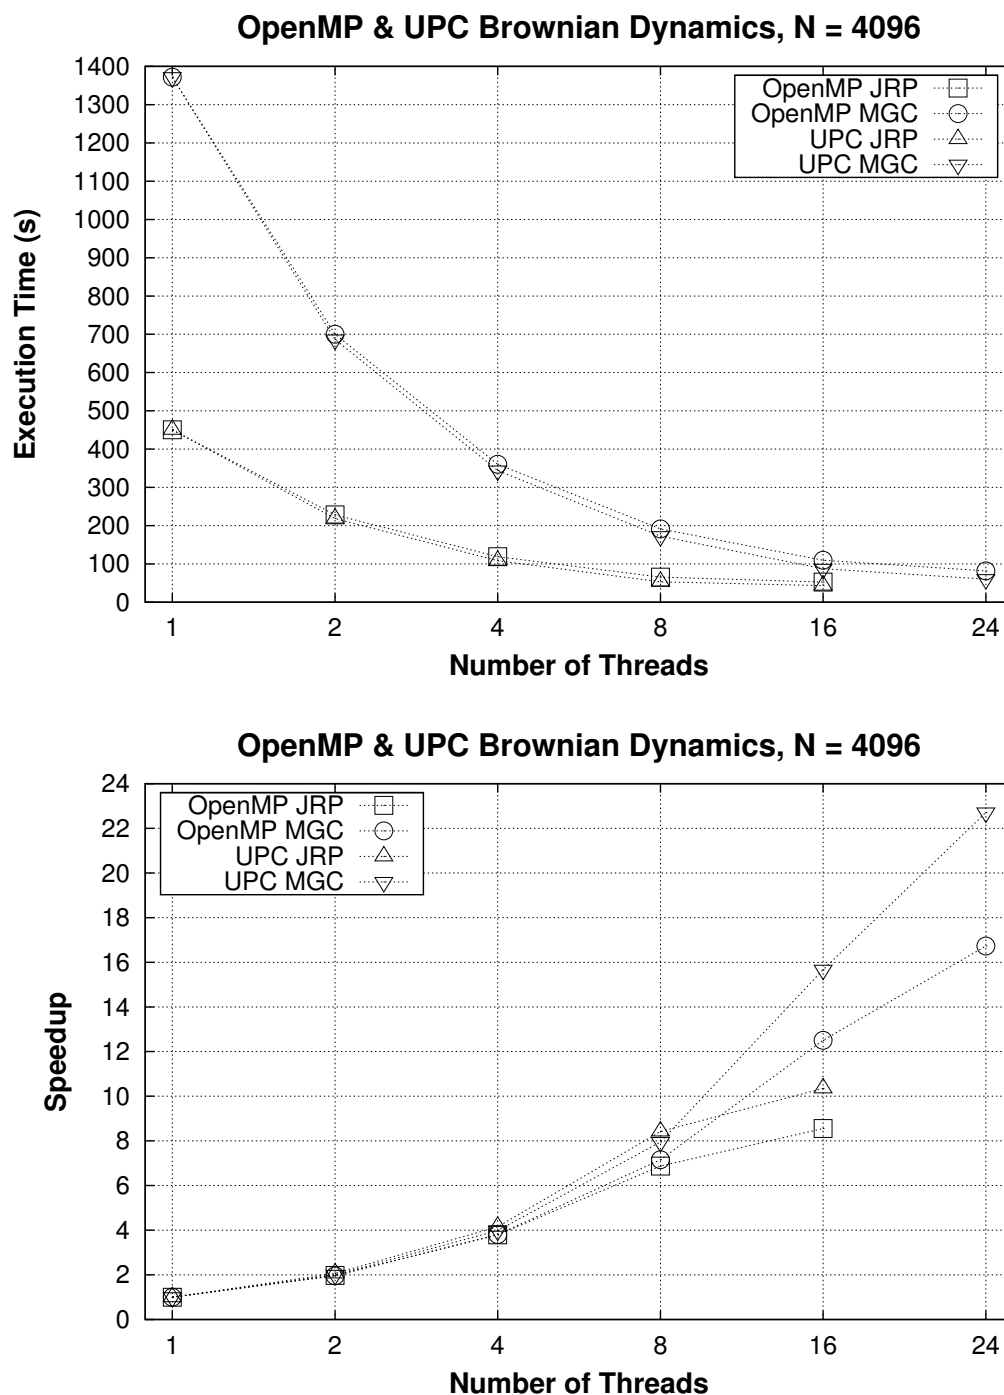 OpenMP & UPC Brownian Dynamics, N = 4096
1400
1300
1200
1100
1000
900
800
700
600
500
400
300
200
100
0
Execution Time (s)
OpenMP JRP
OpenMP MGC
UPC JRP
UPC MGC
1 2 4 8 16 24
Number of Threads
OpenMP & UPC Brownian Dynamics, N = 4096
24
22
20
18
16
14
12
10
8
6
4
2
0
Speedup
OpenMP JRP
OpenMP MGC
UPC JRP
UPC MGC
1 2 4 8 16 24
Number of Threads